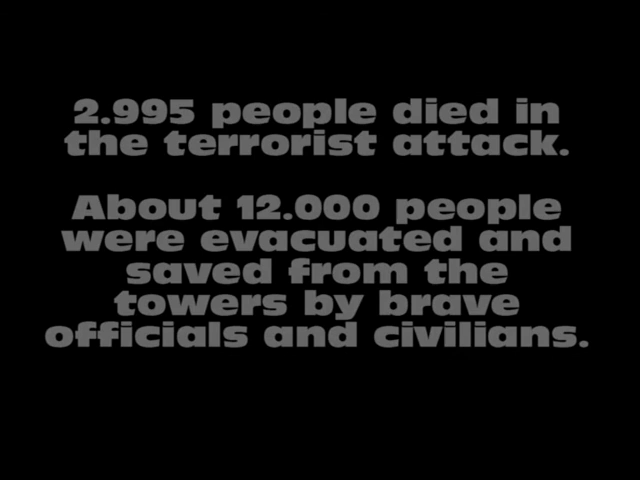 2.995 people died in
the terrorist attack.
About 12.000 people
were evacuated and
saved from the
towers by brave
officials and civilians.